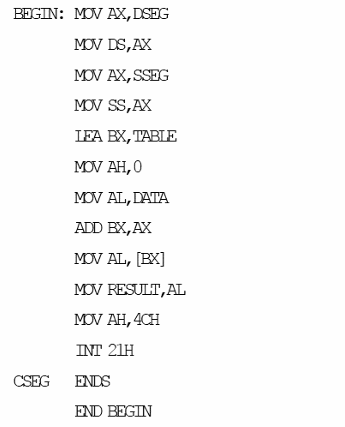 BEGIN: MOV AX,DSEG
MOV DS,AX
MOV AX,SSEG
MOV SS,AX
LEA BX,TABLE
MOV AH,0
MOV AL,DATA
ADD BX,AX
MOV AL,[BX]
MOV RESULT,AL
MOV AH,4CH
INT 21H
CSEG ENDS
END BEGIN